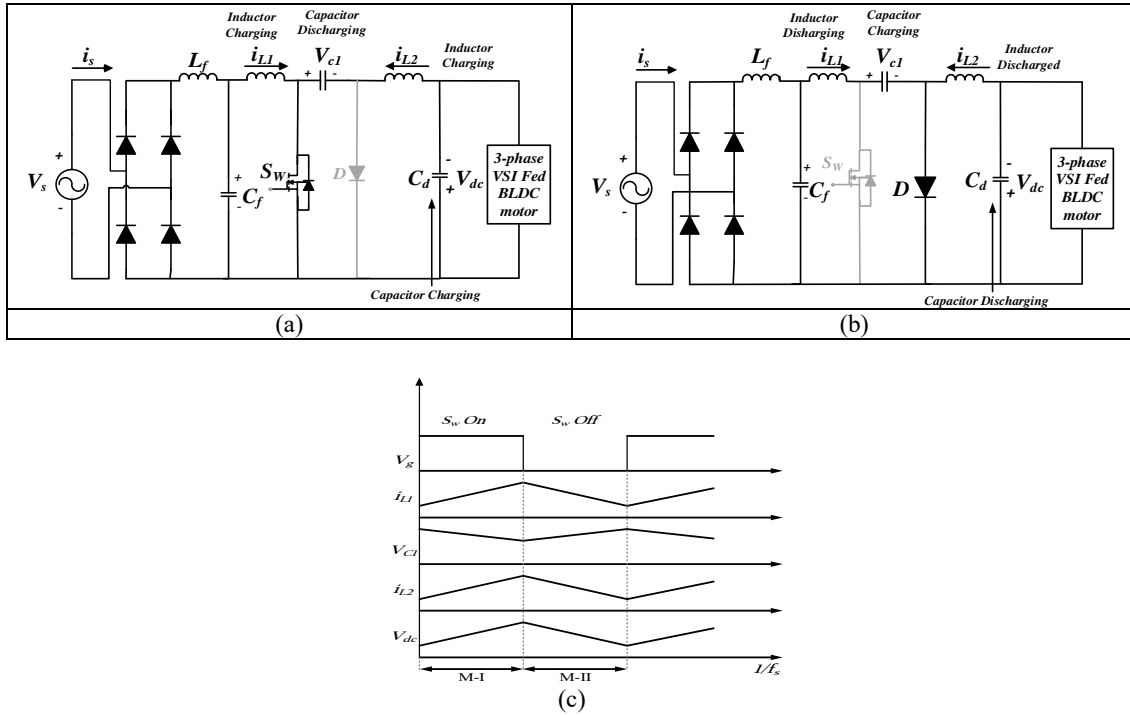 Inductor
Charging
Capacitor
Discharging
i_s
L_f
i_L1
V_c1
i_L2
Inductor
Charging
+ -
+
V_s
-
+
C_f
-
S_W
D
-
C_d
+
V_dc
3-phase
VSI Fed
BLDC
motor
Capacitor Charging
(a)
Inductor
Disharging
Capacitor
Charging
i_s
L_f
i_L1
V_c1
i_L2
Inductor
Discharged
+ -
+
V_s
-
+
C_f
-
S_W
D
-
C_d
+
V_dc
3-phase
VSI Fed
BLDC
motor
Capacitor Discharging
(b)
S_w On S_w Off
V_g
i_L1
V_C1
i_L2
V_dc
1/f_s
M-I M-II
(c)